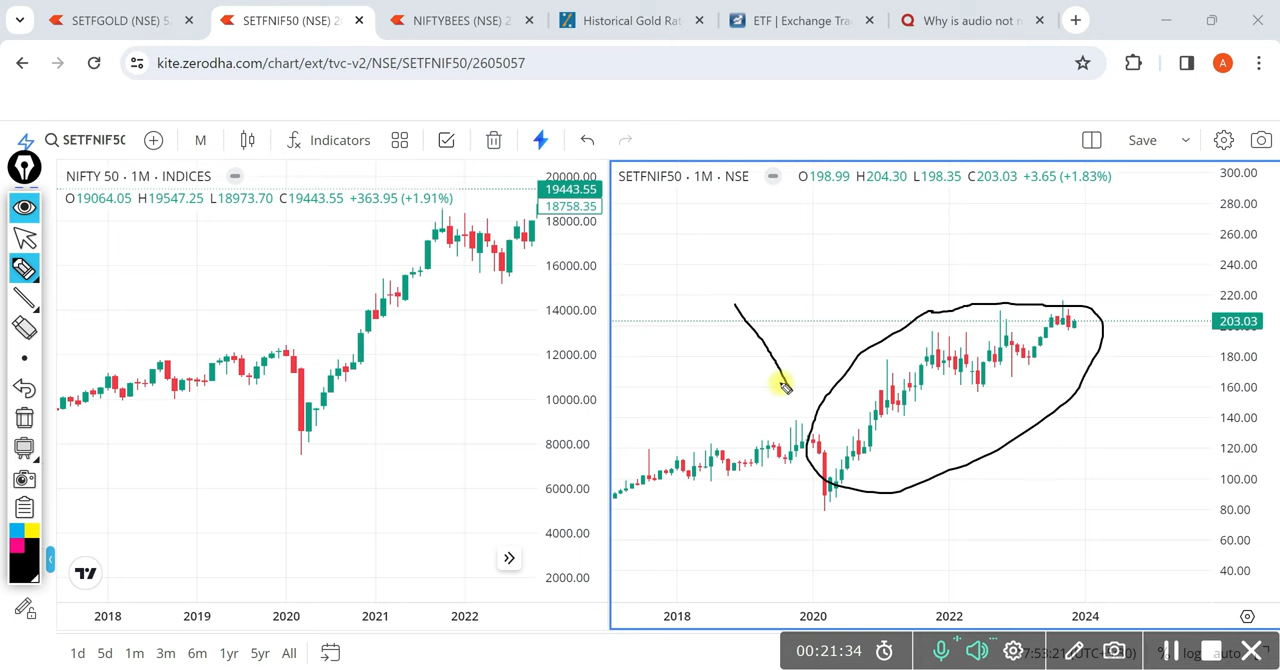 SETFGOLD (NSE) 5
SETFNIF50 (NSE) 2
NIFTYBEES (NSE) 2
Historical Gold Rat
ETF | Exchange Tra
Why is audio not r
kite.zerodha.com/chart/ext/tvc-v2/NSE/SETFNIF50/2605057
A
SETFNIF50
M
Indicators
Save
NIFTY 50 · 1M · INDICES
O19064.05 H19547.25 L18973.70 C19443.55 +363.95 (+1.91%)
20000.00
19443.55
18758.35
18000.00
16000.00
14000.00
12000.00
10000.00
8000.00
6000.00
4000.00
2000.00
2018 2019 2020 2021 2022
SETFNIF50 · 1M · NSE O198.99 H204.30 L198.35 C203.03 +3.65 (+1.83%)
300.00
280.00
260.00
240.00
220.00
203.03
180.00
160.00
140.00
120.00
100.00
80.00
60.00
40.00
2018 2020 2022 2024
1d 5d 1m 3m 6m 1yr 5yr All
00:21:34
% log auto